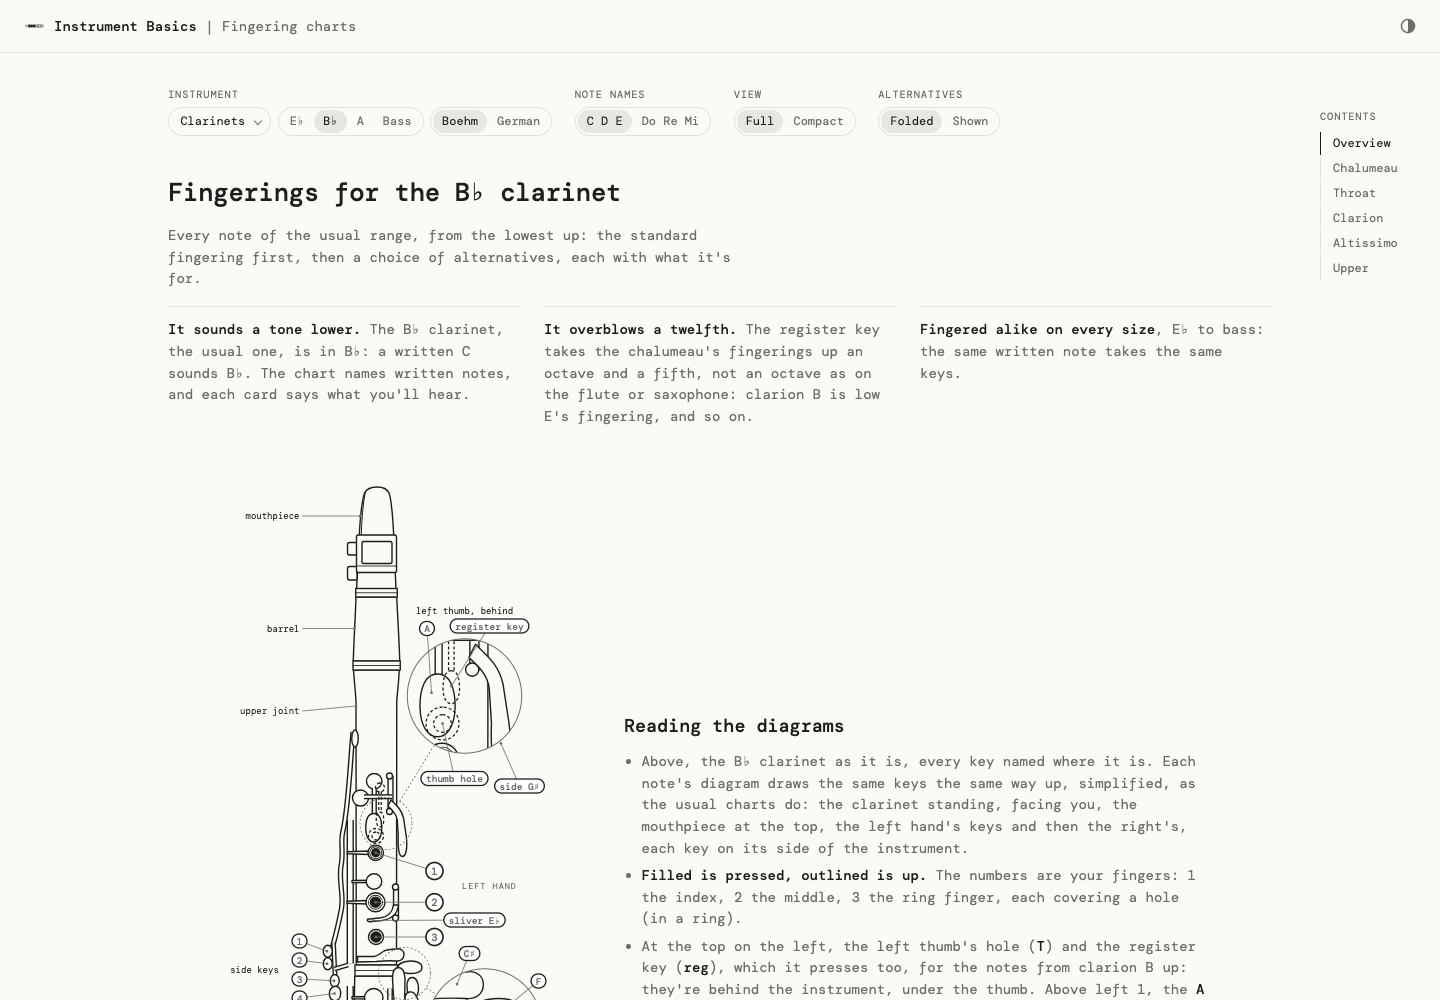 Instrument Basics | Fingering charts
INSTRUMENT
Clarinets
E♭ B♭ A Bass
Boehm German
NOTE NAMES
C D E Do Re Mi
VIEW
Full Compact
ALTERNATIVES
Folded Shown
CONTENTS
Overview
Chalumeau
Throat
Clarion
Altissimo
Upper
Fingerings for the B♭ clarinet
Every note of the usual range, from the lowest up: the standard
fingering first, then a choice of alternatives, each with what it's
for.
It sounds a tone lower. The B♭ clarinet,
the usual one, is in B♭: a written C
sounds B♭. The chart names written notes,
and each card says what you'll hear.
It overblows a twelfth. The register key
takes the chalumeau's fingerings up an
octave and a fifth, not an octave as on
the flute or saxophone: clarion B is low
E's fingering, and so on.
Fingered alike on every size, E♭ to bass:
the same written note takes the same
keys.
mouthpiece
barrel
upper joint
left thumb, behind
A
register key
thumb hole
side G♯
1
LEFT HAND
2
sliver E♭
3
C♯
F
side keys
1
2
3
4
Reading the diagrams
• Above, the B♭ clarinet as it is, every key named where it is. Each
note's diagram draws the same keys the same way up, simplified, as
the usual charts do: the clarinet standing, facing you, the
mouthpiece at the top, the left hand's keys and then the right's,
each key on its side of the instrument.
• Filled is pressed, outlined is up. The numbers are your fingers: 1
the index, 2 the middle, 3 the ring finger, each covering a hole
(in a ring).
• At the top on the left, the left thumb's hole (T) and the register
key (reg), which it presses too, for the notes from clarion B up:
they're behind the instrument, under the thumb. Above left 1, the A